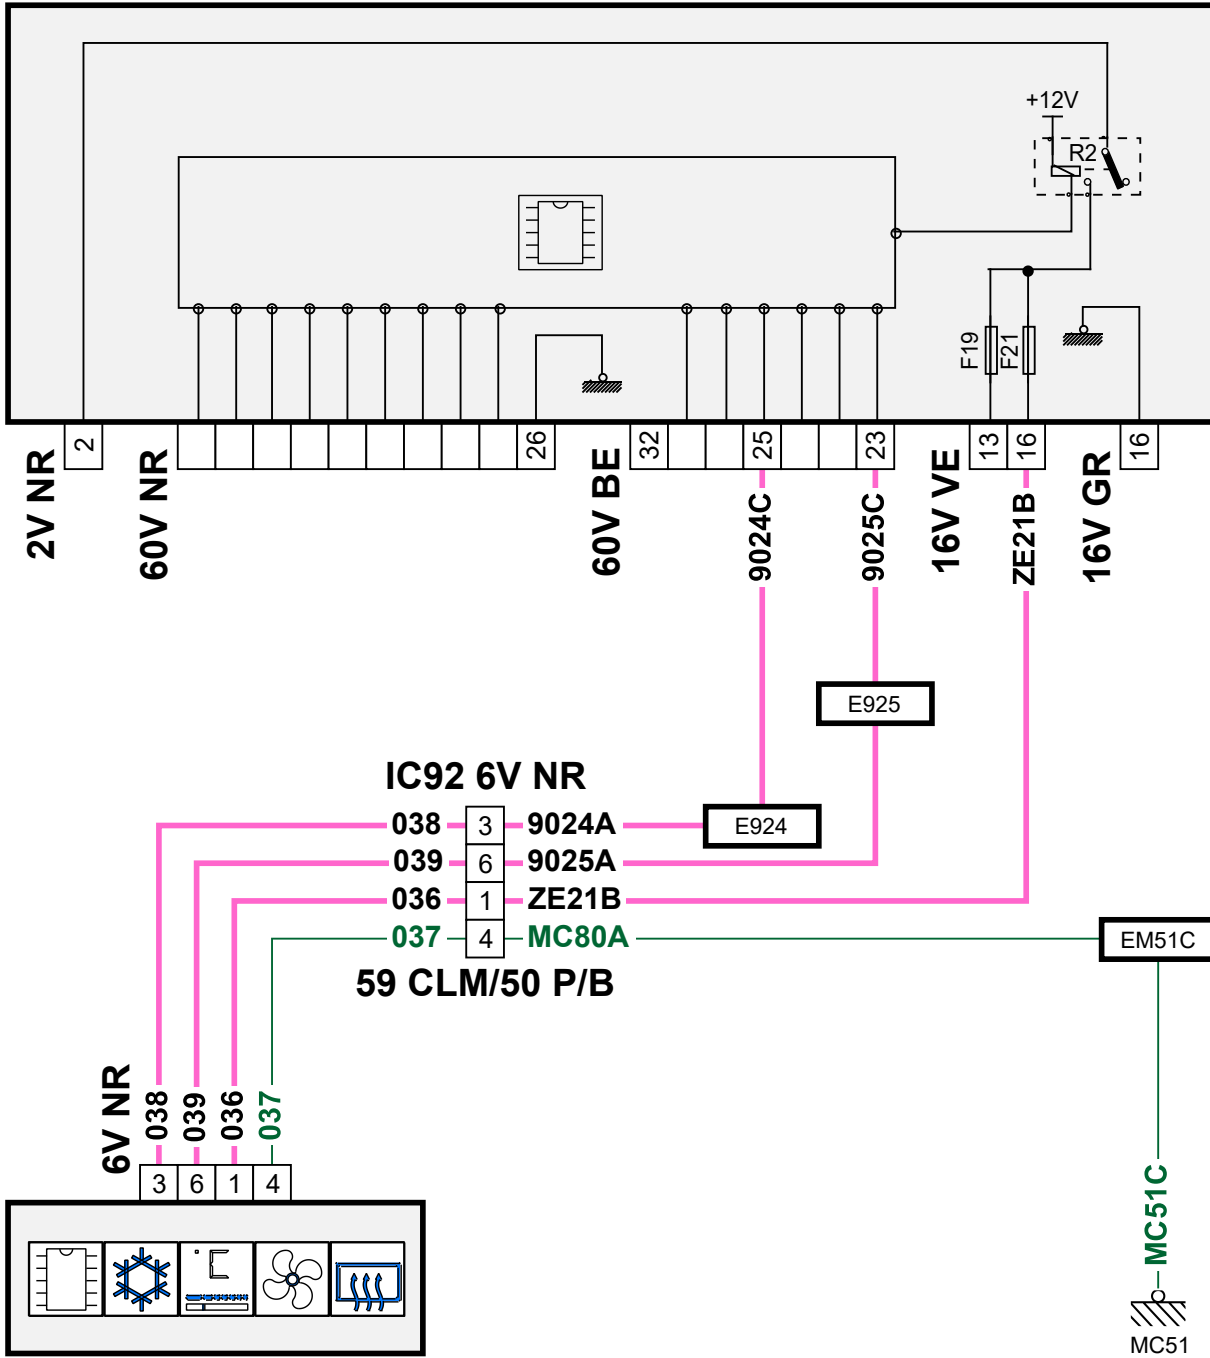 +12V
R2
F19
F21
2
26
32
25
23
13
16
16
2V NR
60V NR
60V BE
16V VE
16V GR
9024C
9025C
ZE21B
E925
IC92 6V NR
038 3 9024A
E924
039 6 9025A
036 1 ZE21B
037 4 MC80A
EM51C
59 CLM/50 P/B
6V NR
038
039
036
037
MC51C
3 6 1 4
MC51